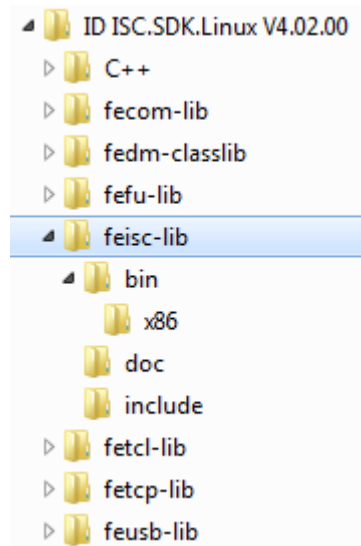 ID ISC.SDK.Linux V4.02.00
C++
fecom-lib
fedm-classlib
fefu-lib
feisc-lib
bin
x86
doc
include
fetcl-lib
fetcp-lib
feusb-lib